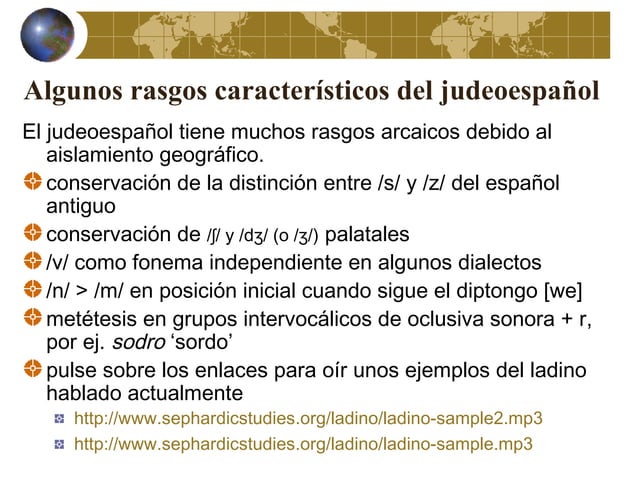 Algunos rasgos característicos del judeoespañol
El judeoespañol tiene muchos rasgos arcaicos debido al
aislamiento geográfico.
conservación de la distinción entre /s/ y /z/ del español
antiguo
conservación de /ʃ/ y /dʒ/ (o /ʒ/) palatales
/v/ como fonema independiente en algunos dialectos
/n/ > /m/ en posición inicial cuando sigue el diptongo [we]
metétesis en grupos intervocálicos de oclusiva sonora + r,
por ej. sodro ‘sordo’
pulse sobre los enlaces para oír unos ejemplos del ladino
hablado actualmente
http://www.sephardicstudies.org/ladino/ladino-sample2.mp3
http://www.sephardicstudies.org/ladino/ladino-sample.mp3